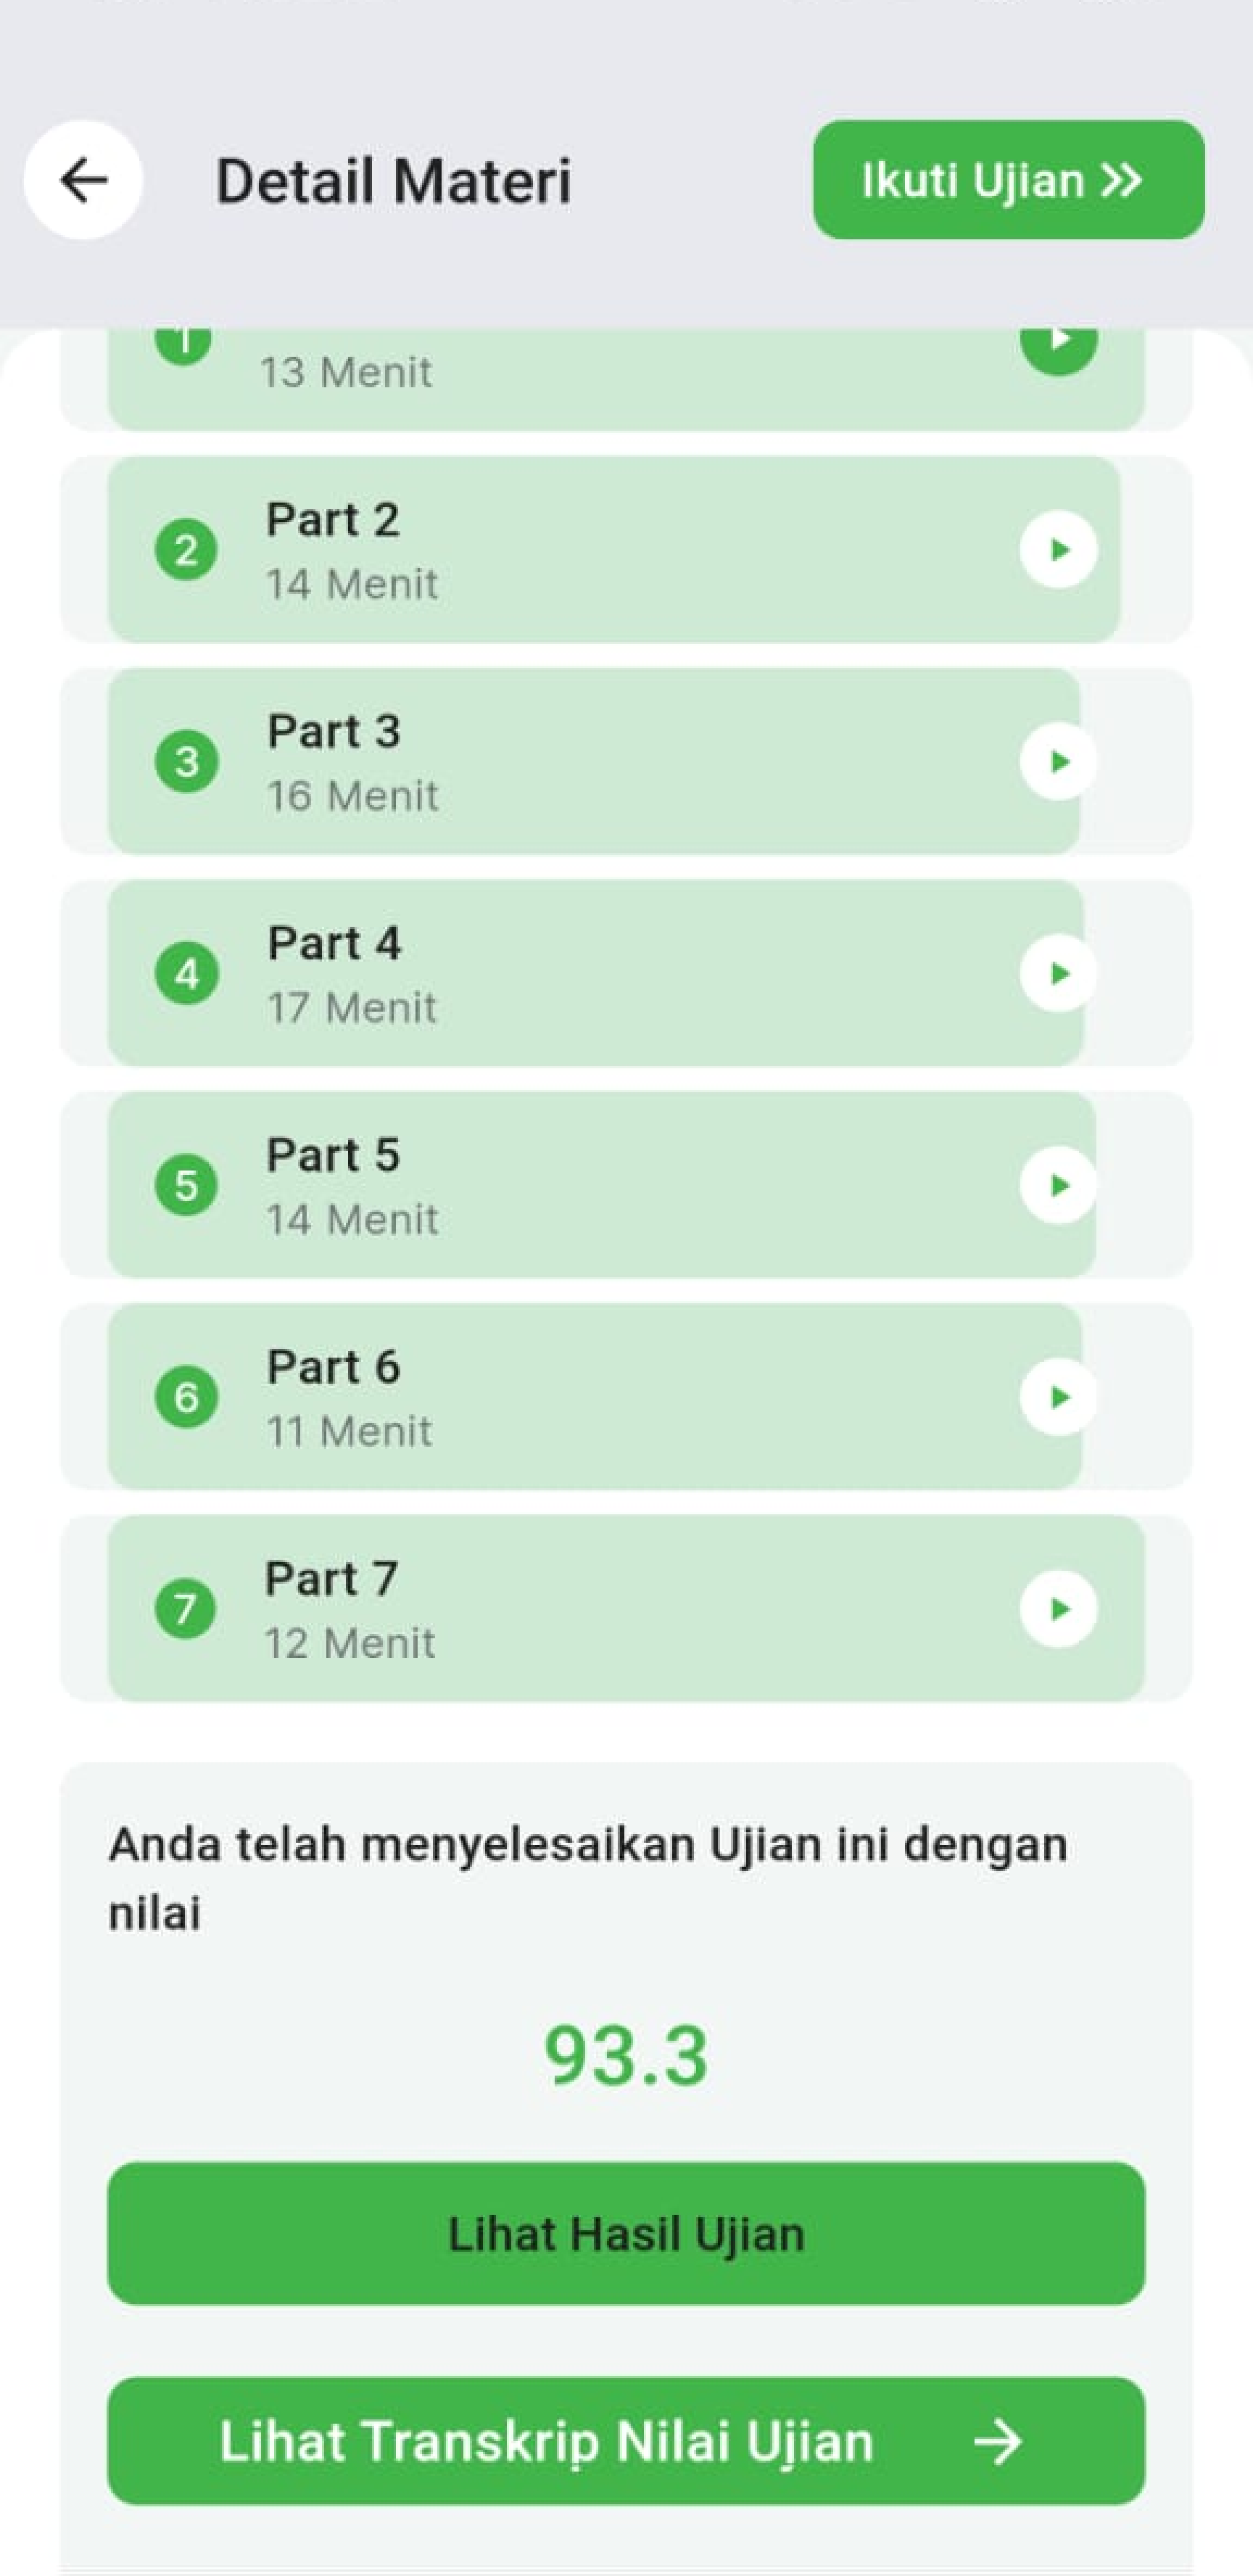 Detail Materi
Ikuti Ujian
1
13 Menit
2
Part 2
14 Menit
3
Part 3
16 Menit
4
Part 4
17 Menit
5
Part 5
14 Menit
6
Part 6
11 Menit
7
Part 7
12 Menit
Anda telah menyelesaikan Ujian ini dengan
nilai
93.3
Lihat Hasil Ujian
Lihat Transkrip Nilai Ujian